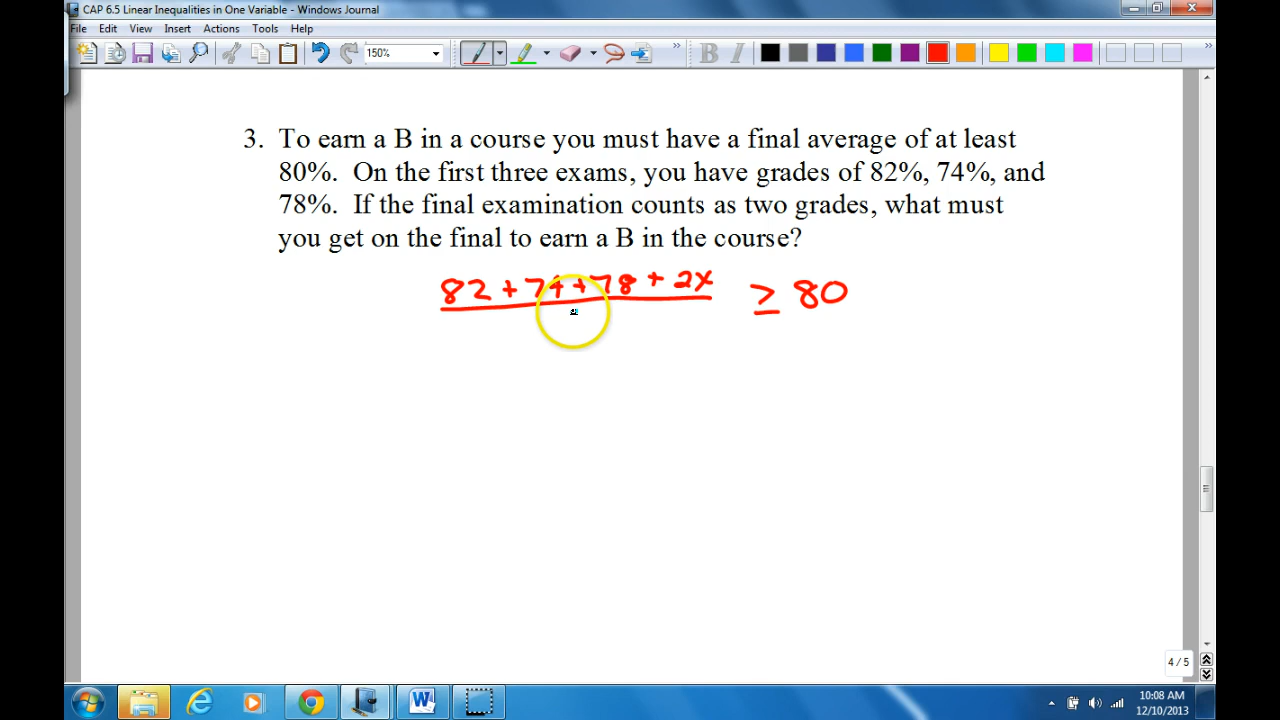 CAP 6.5 Linear Inequalities in One Variable - Windows Journal
File Edit View Insert Actions Tools Help
150% B I
3. To earn a B in a course you must have a final average of at least
80%. On the first three exams, you have grades of 82%, 74%, and
78%. If the final examination counts as two grades, what must
you get on the final to earn a B in the course?
82 + 74 + 78 + 2x ≥ 80
4 / 5
10:08 AM
12/10/2013